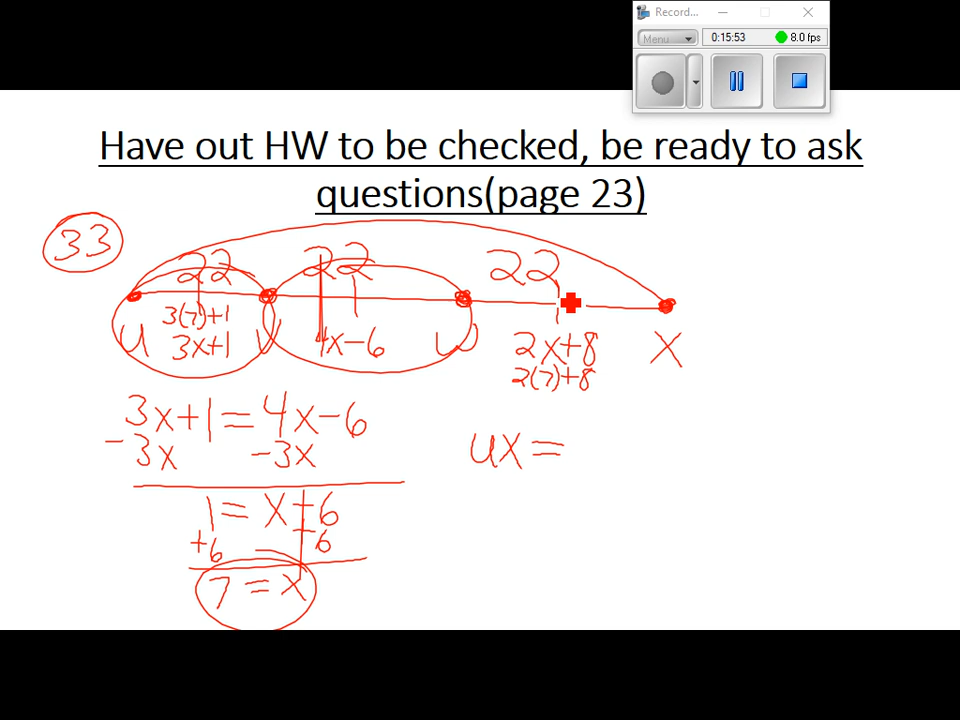 Record...
Menu
0:15:53
8.0 fps
Have out HW to be checked, be ready to ask
questions(page 23)
33
22 22 22
3(7)+1
U 3x+1 V 4x-6 W 2x+8 X
2(7)+8
3x+1=4x-6
-3x -3x
UX=
1=x-6
+6 +6
7=x